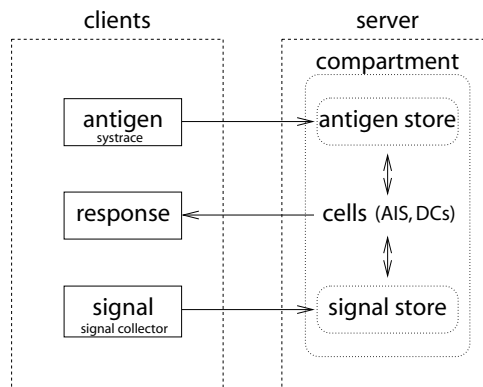 clients
server
compartment
antigen
systrace
antigen store
response
cells (AIS, DCs)
signal
signal collector
signal store